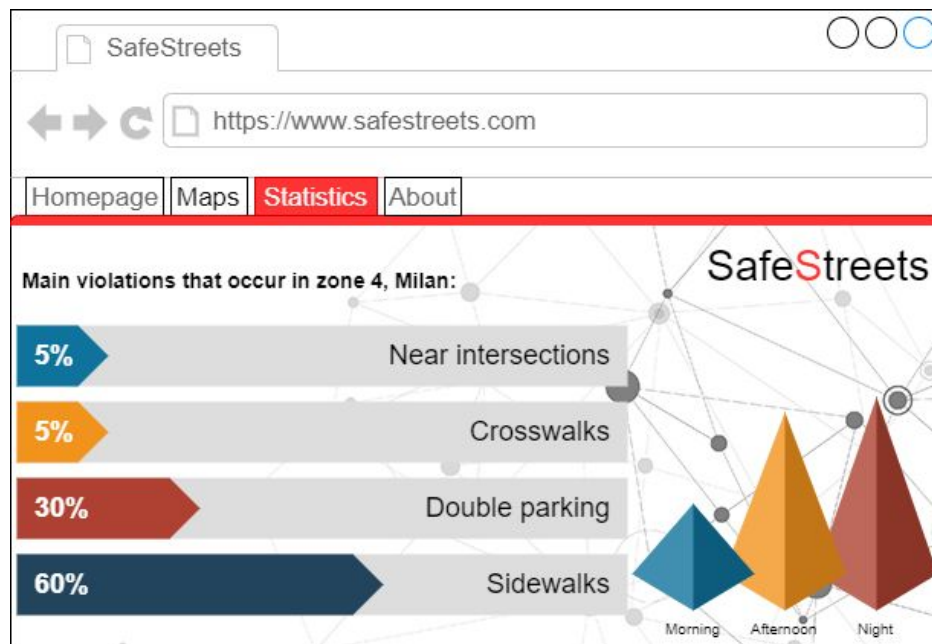 SafeStreets
https://www.safestreets.com
Homepage Maps Statistics About
SafeStreets
Main violations that occur in zone 4, Milan:
5% Near intersections
5% Crosswalks
30% Double parking
60% Sidewalks
Morning Afternoon Night